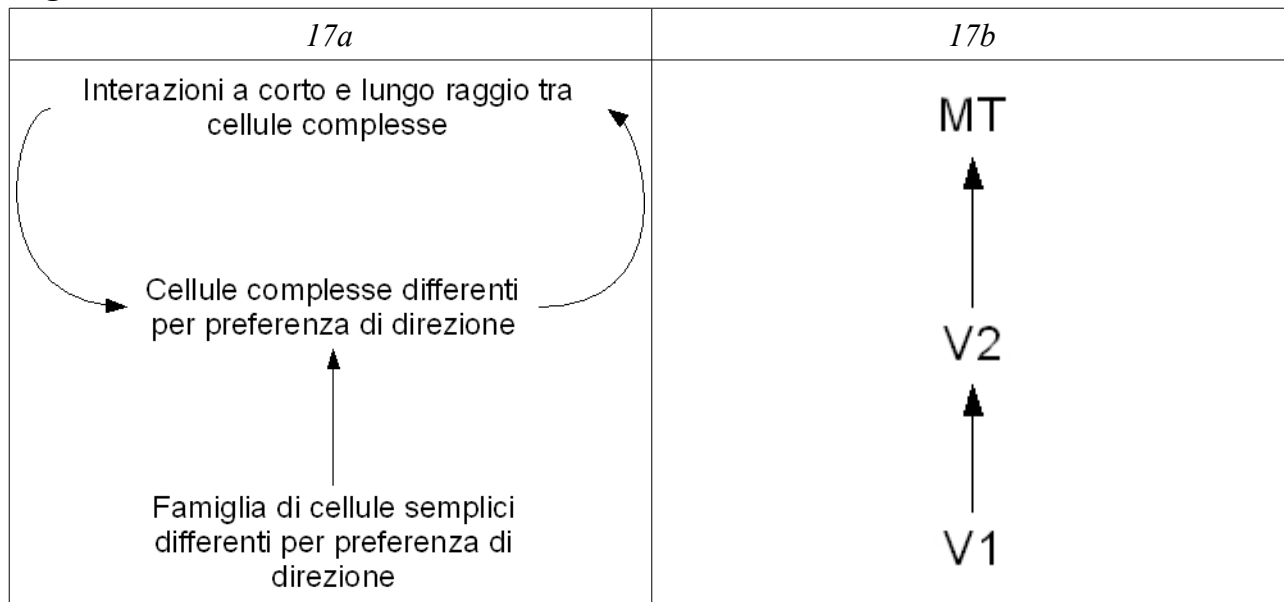 17a
17b
Interazioni a corto e lungo raggio tra
cellule complesse
Cellule complesse differenti
per preferenza di direzione
Famiglia di cellule semplici
differenti per preferenza di
direzione
MT
V2
V1